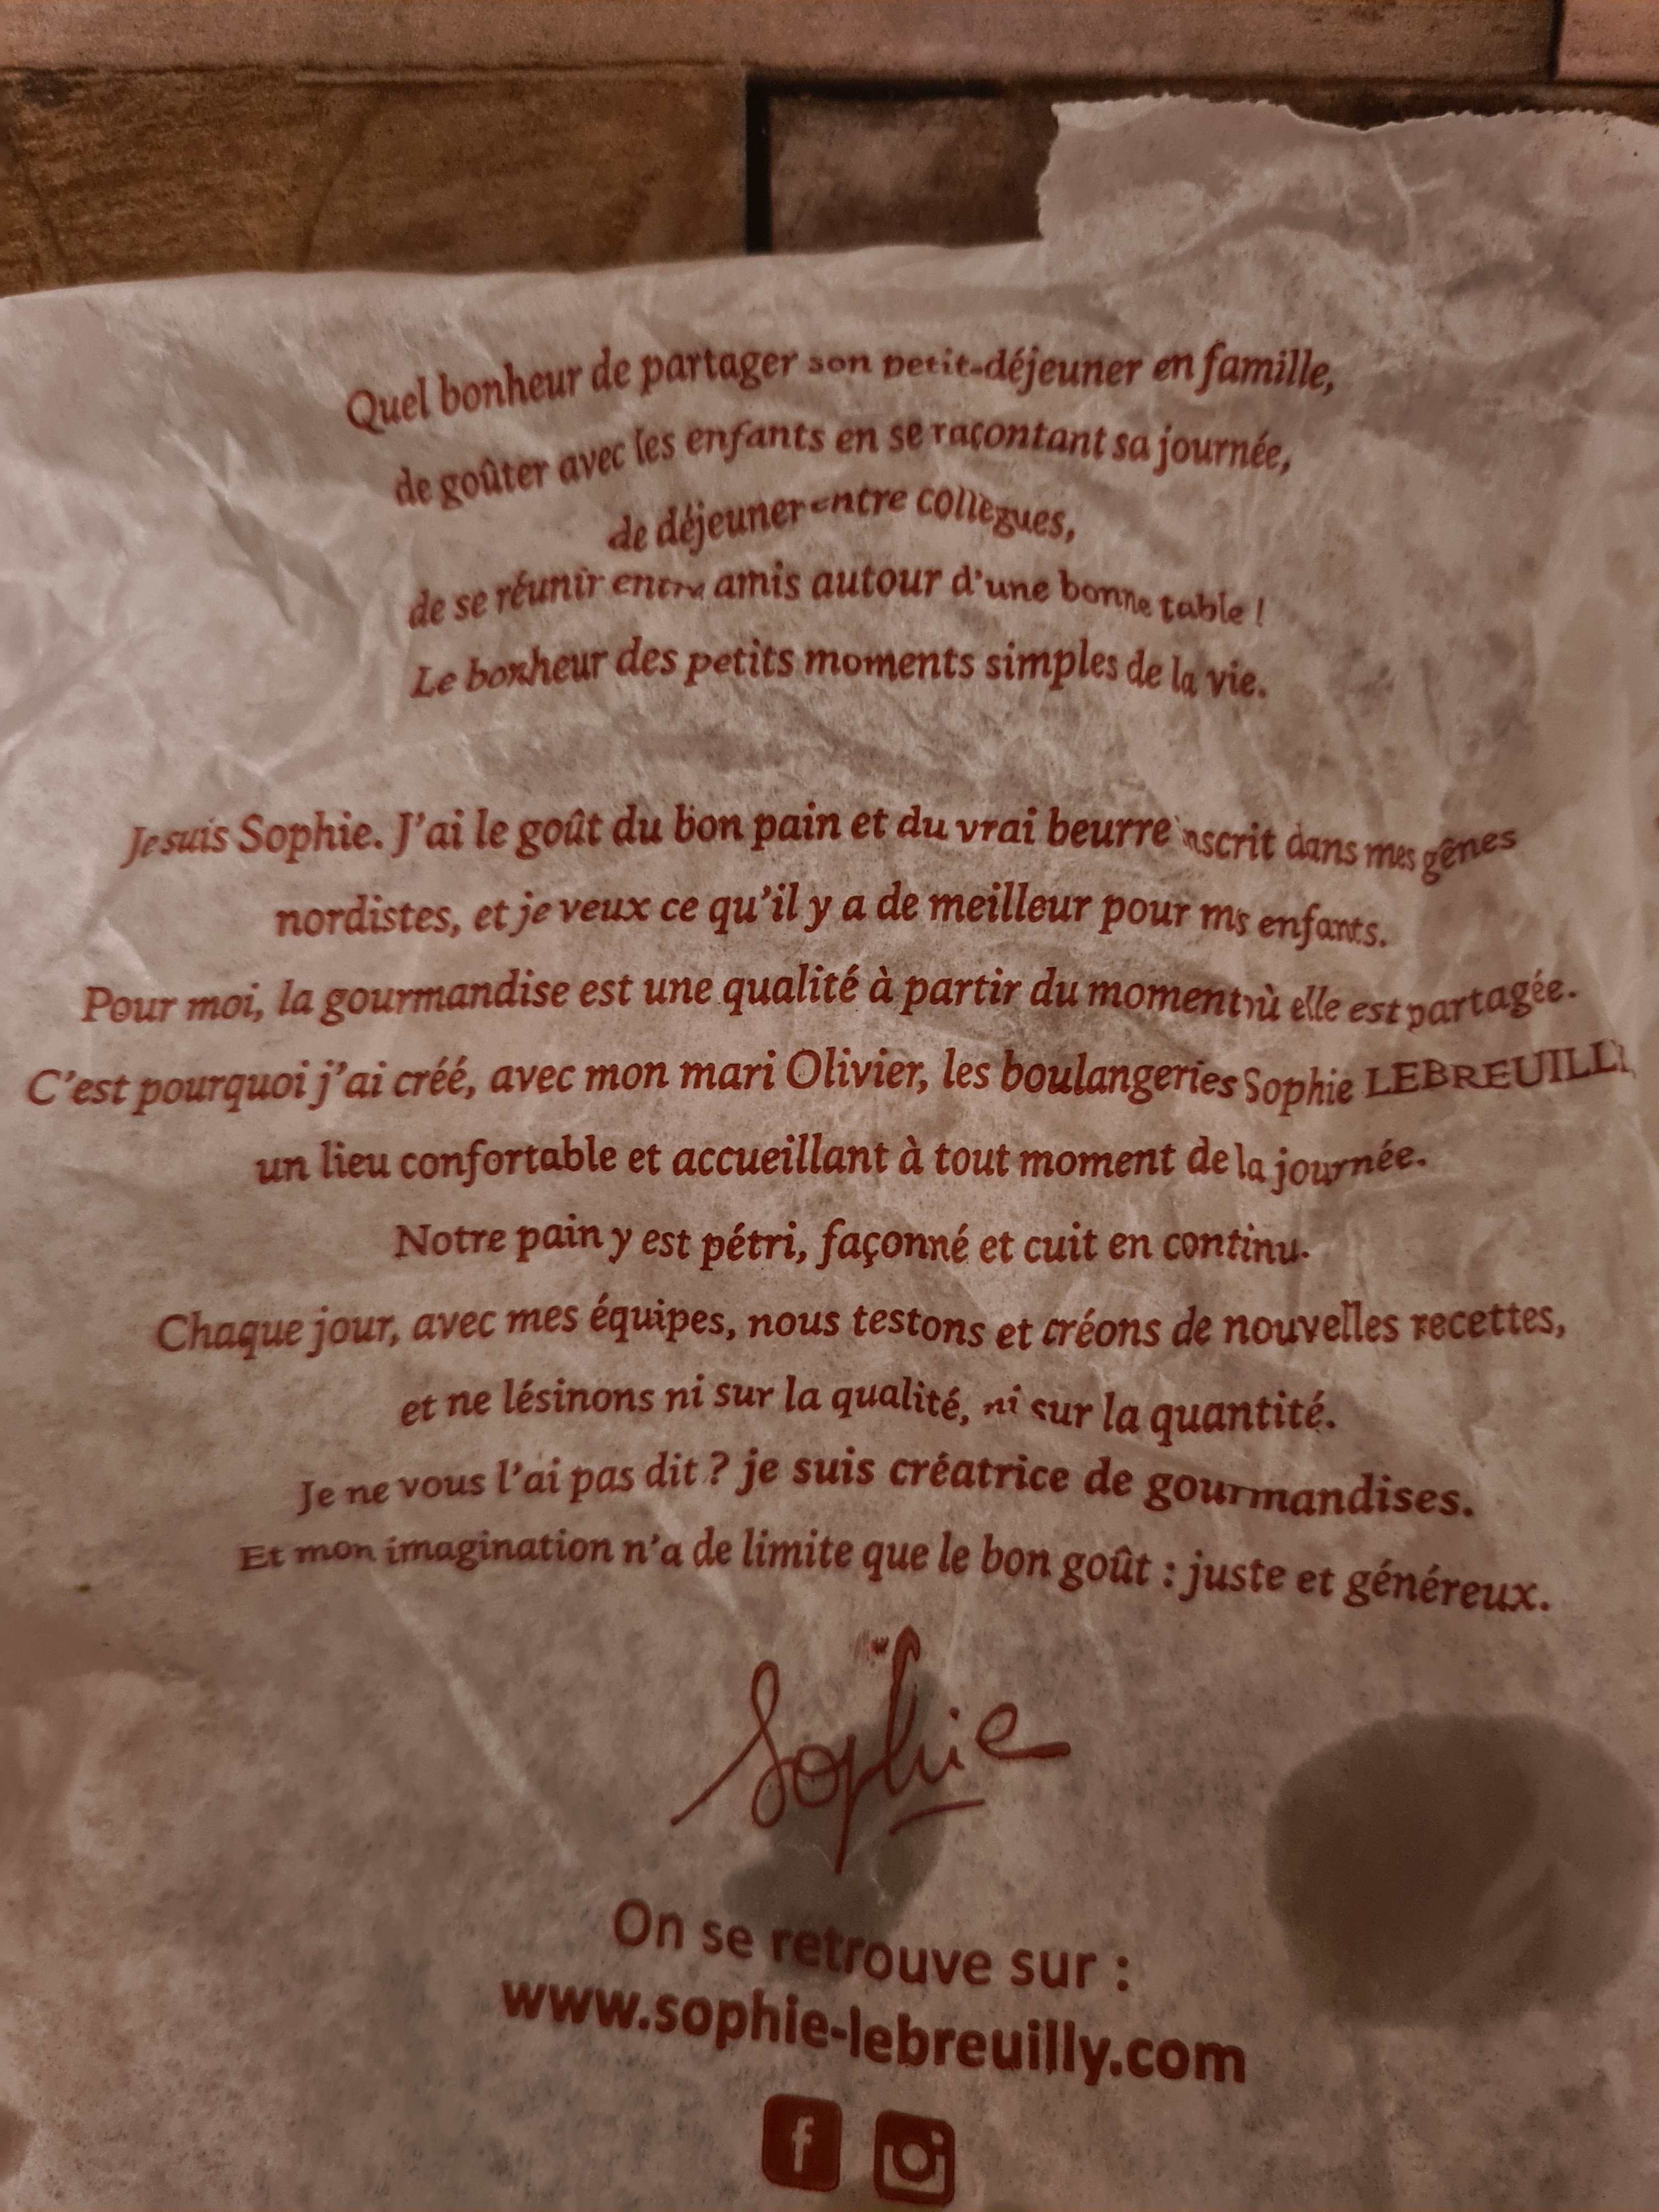 Quel bonheur de partager son petit-déjeuner en famille,
de goûter avec les enfants en se racontant sa journée,
de déjeuner entre collègues,
de se réunir entre amis autour d'une bonne table !
Le bonheur des petits moments simples de la vie.
Je suis Sophie. J'ai le goût du bon pain et du vrai beurre inscrit dans mes gênes
nordistes, et je veux ce qu'il y a de meilleur pour mes enfants.
Pour moi, la gourmandise est une qualité à partir du moment où elle est partagée.
C'est pourquoi j'ai créé, avec mon mari Olivier, les boulangeries Sophie LEBREUILLY
un lieu confortable et accueillant à tout moment de la journée.
Notre pain y est pétri, façonné et cuit en continu.
Chaque jour, avec mes équipes, nous testons et créons de nouvelles recettes,
et ne lésinons ni sur la qualité, ni sur la quantité.
Je ne vous l'ai pas dit ? je suis créatrice de gourmandises.
Et mon imagination n'a de limite que le bon goût : juste et généreux.
Sophie
On se retrouve sur :
www.sophie-lebreuilly.com
f